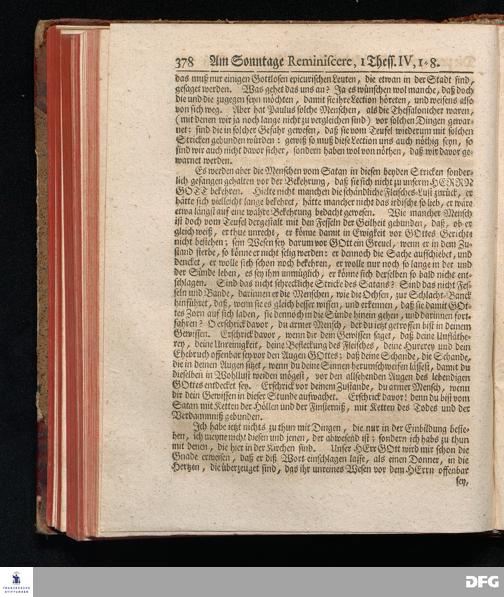 378 Am Sonntage Reminiscere, 1 Thess. IV, 1-8.
das muß nur einigen Gottlosen epicurischen Leuten, die etwan in der Stadt sind,
gesaget werden. Was gehet das uns an? Ja es wünschen wol manche, daß doch
die und die zugegen seyn möchten, damit sie ihre Lection höreten, und weisens also
von sich weg. Aber hat Paulus solche Menschen, als die Thessalonicher waren,
(mit denen wir ja noch lange nicht zu vergleichen sind) vor solchen Dingen gewar-
net; sind die in solcher Gefahr gewesen, daß sie vom Teufel wiederum mit solchen
Stricken gebunden würden: gewiß so muß diese Lection uns auch nöthig seyn, so
sind wir auch nicht davor sicher, sondern haben wol von nöthen, daß wir davor ge-
warnet werden.
Es werden aber die Menschen vom Satan in diesen beyden Stricken sonder-
lich gefangen gehalten vor der Bekehrung, daß sie sich nicht zu unserm HERRN
GOTT bekehren. Hielte nicht manchen die schändliche Fleisches-Lust zurück, er
hätte sich vielleicht lange bekehret, hätte mancher nicht das irdische so lieb, er wäre
etwa längst auf eine wahre Bekehrung bedacht gewesen. Wie mancher Mensch
ist doch vom Teufel dergestalt mit den Fesseln der Geilheit gebunden, daß, ob er
gleich weiß, er thue unrecht, er könne damit in Ewigkeit vor GOttes Gerichte
nicht bestehen; sein Wesen sey darum vor GOtt ein Greuel, wenn er in dem Zu-
stand sterbe, so könne er nicht selig werden: er dennoch die Sache aufschiebet, und
dencket, er wolle sich schon noch bekehren, er wolle nur noch so lange in der und
der Sünde leben, es sey ihm unmüglich, er könne sich derselben so bald nicht ent-
schlagen. Sind das nicht schreckliche Stricke des Satans? Sind das nicht Fes-
seln und Bande, darinnen er die Menschen, wie die Ochsen, zur Schlacht-Banck
hinführet, daß, wenn sie es gleich besser wissen, und erkennen, daß sie damit GOt-
tes Zorn auf sich laden, sie dennoch in die Sünde hinein gehen, und darinnen fort-
fahren? O erschrick davor, du armer Mensch, der du jetzt getroffen bist in deinem
Gewissen. Erschrick davor, wenn dir dein Gewissen saget, daß deine Unfläthe-
rey, deine Unreinigkeit, deine Befleckung des Fleisches, deine Hurerey und dein
Ehebruch offenbar sey vor den Augen GOttes; daß deine Schande, die Schande,
die in deinen Augen sitzet, wenn du deine Sinnen herumschweifen lässest, damit du
dieselben in Wohllust weiden mögest, vor den allsehenden Augen des lebendigen
GOttes entdecket sey. Erschrick vor deinem Zustande, du armer Mensch, wenn
dir dein Gewissen in dieser Stunde aufwachet. Erschrick davor! denn du bist vom
Satan mit Ketten der Höllen und der Finsterniß, mit Ketten des Todes und der
Verdammniß gebunden.
Ich habe jetzt nichts zu thun mit Dingen, die nur in der Einbildung beste-
hen, ich meyne nicht diesen und jenen, der abwesend ist; sondern ich habs zu thun
mit denen, die hier in der Kirchen sind. Unser HErr GOtt wird mir schon die
Gnade erweisen, daß er diß Wort einschlagen lasse, als einen Donner, in die
Hertzen, die überzeuget sind, das ihr unreines Wesen vor dem HErrn offenbar
sey,
FRANCKESCHE
STIFTUNGEN
DFG